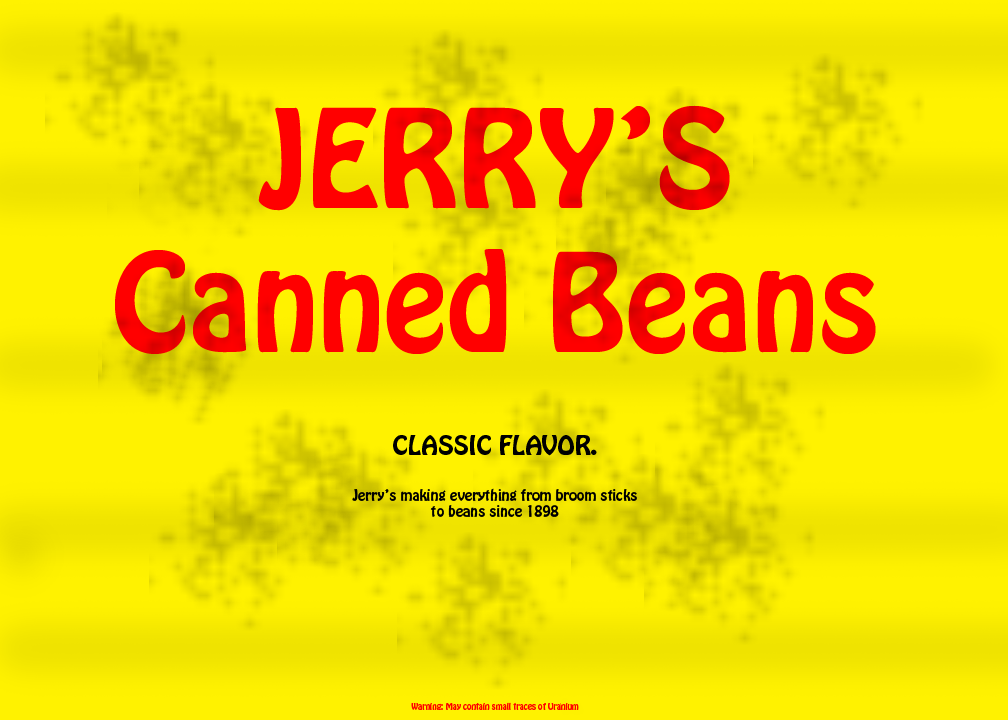 JERRY'S
Canned Beans
CLASSIC FLAVOR.
Jerry's making everything from broom sticks
to beans since 1898
Warning: May contain small traces of Uranium